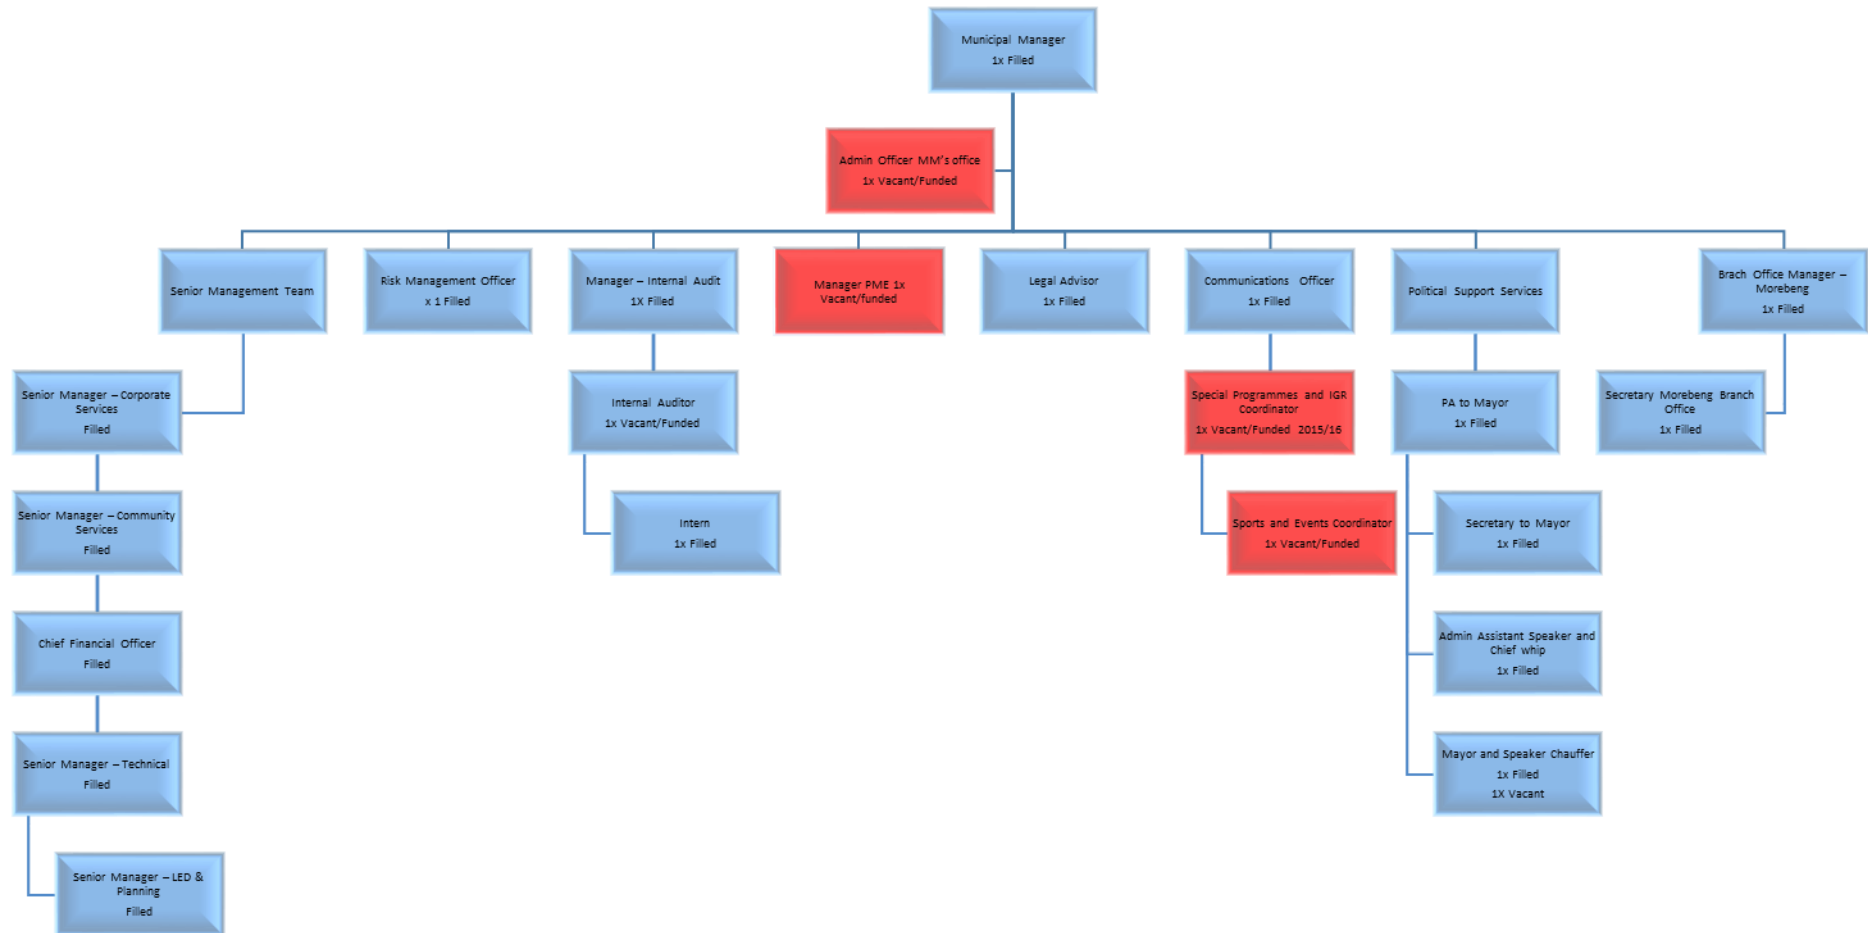 Municipal Manager
1x Filled
Admin Officer MM's office
1x Vacant/Funded
Senior Management Team
Risk Management Officer
x 1 Filled
Manager – Internal Audit
1X Filled
Manager PME 1x
Vacant/funded
Legal Advisor
1x Filled
Communications Officer
1x Filled
Political Support Services
Brach Office Manager –
Morebeng
1x Filled
Senior Manager – Corporate
Services
Filled
Internal Auditor
1x Vacant/Funded
Special Programmes and IGR
Coordinator
1x Vacant/Funded 2015/16
PA to Mayor
1x Filled
Secretary Morebeng Branch
Office
1x Filled
Senior Manager – Community
Services
Filled
Intern
1x Filled
Sports and Events Coordinator
1x Vacant/Funded
Secretary to Mayor
1x Filled
Chief Financial Officer
Filled
Admin Assistant Speaker and
Chief whip
1x Filled
Senior Manager – Technical
Filled
Mayor and Speaker Chauffer
1x Filled
1X Vacant
Senior Manager – LED &
Planning
Filled